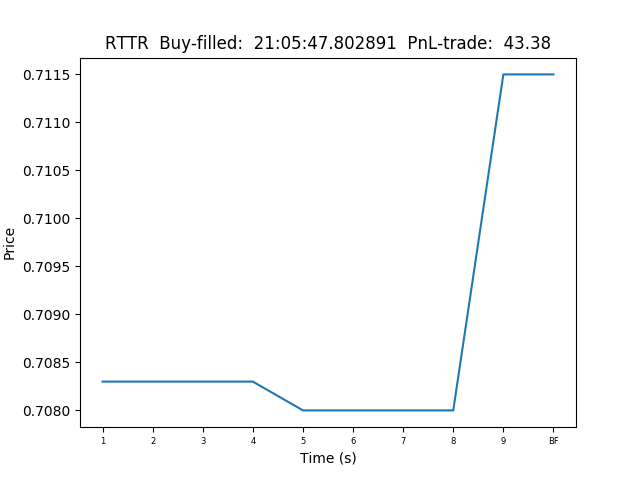 RTTR  Buy-filled:  21:05:47.802891  PnL-trade:  43.38
0.7115
0.7110
0.7105
0.7100
0.7095
0.7090
0.7085
0.7080
Price
1 2 3 4 5 6 7 8 9 BF
Time (s)